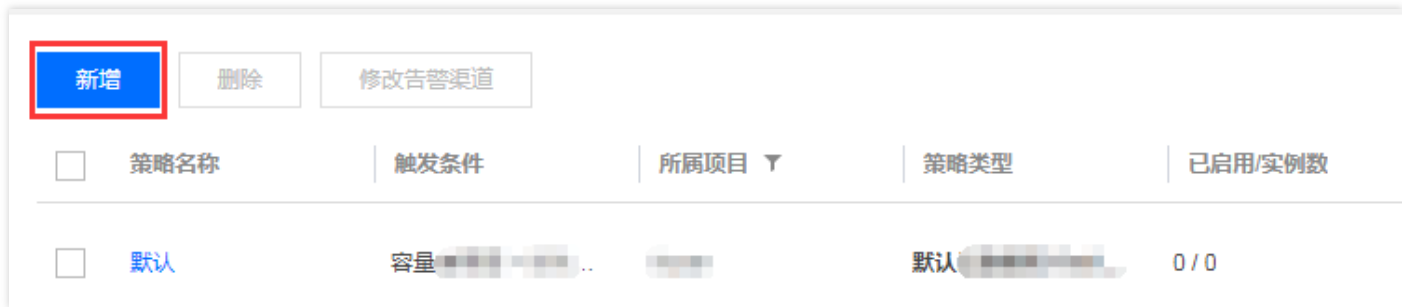 新增 删除 修改告警渠道
策略名称 触发条件 所属项目 策略类型 已启用/实例数
默认 容量 .. 默认 0 / 0